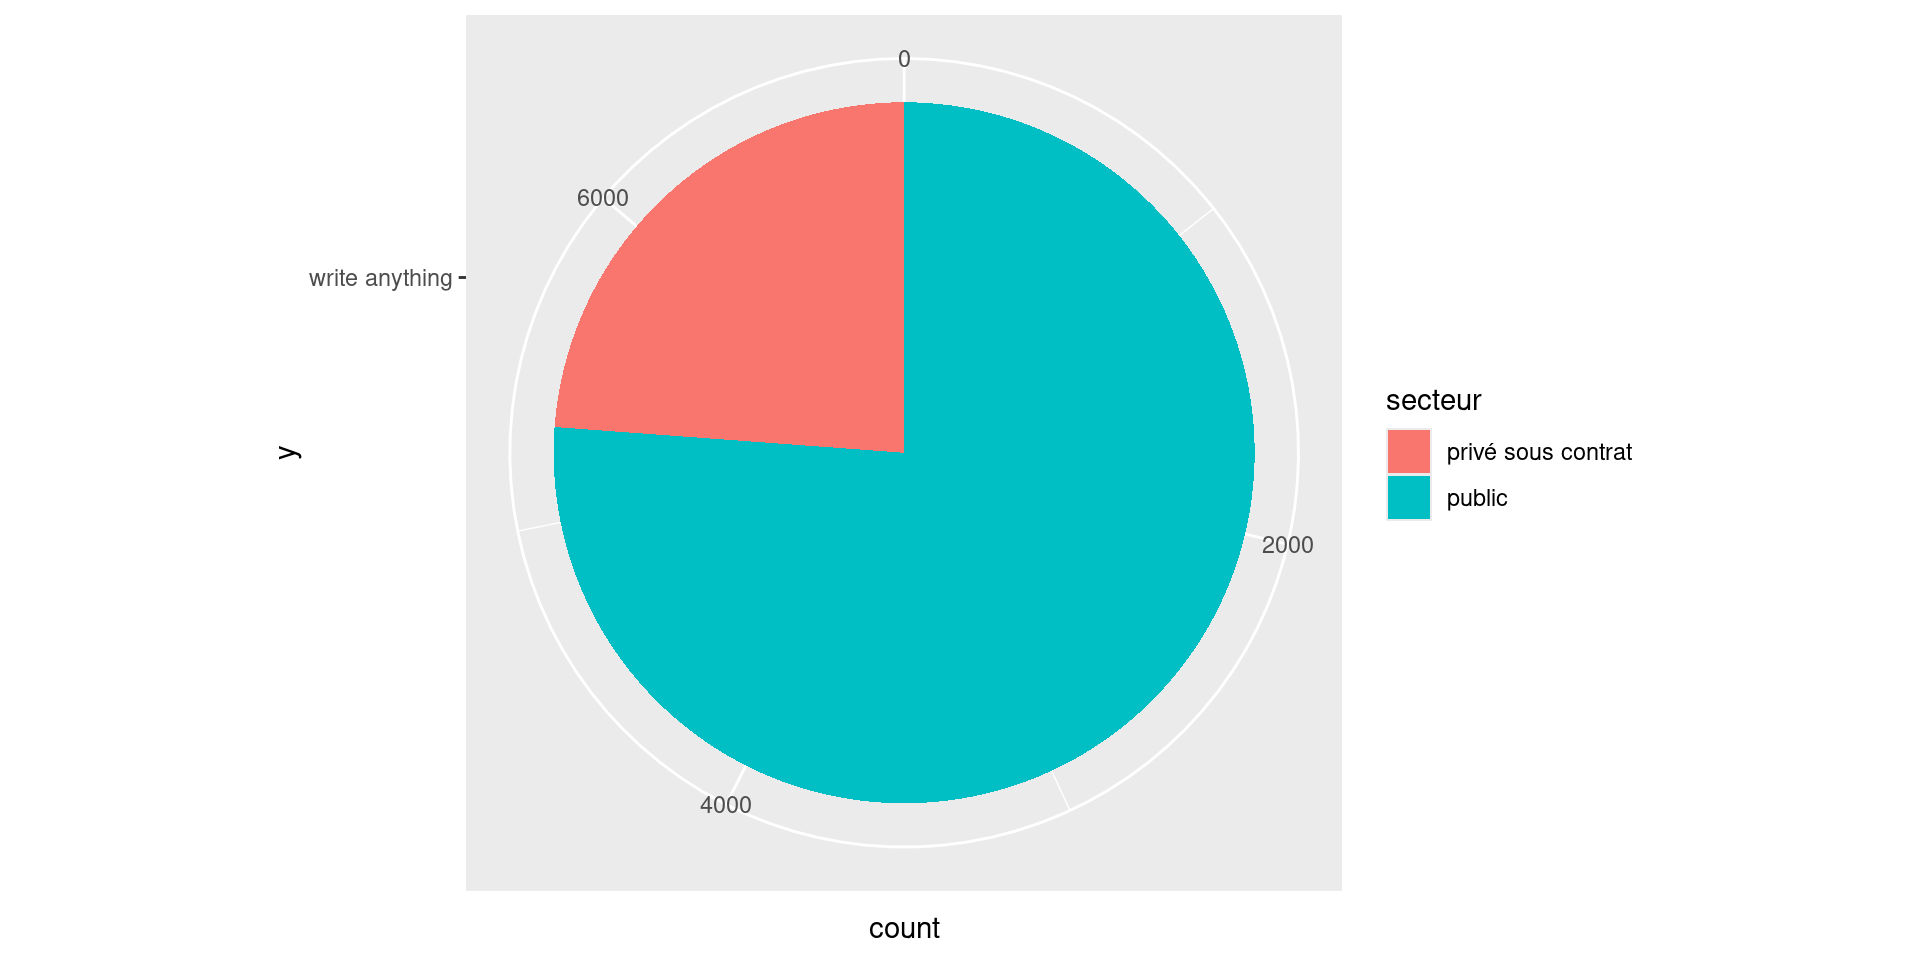 0
6000
write anything
y
2000
4000
count
secteur
privé sous contrat
public